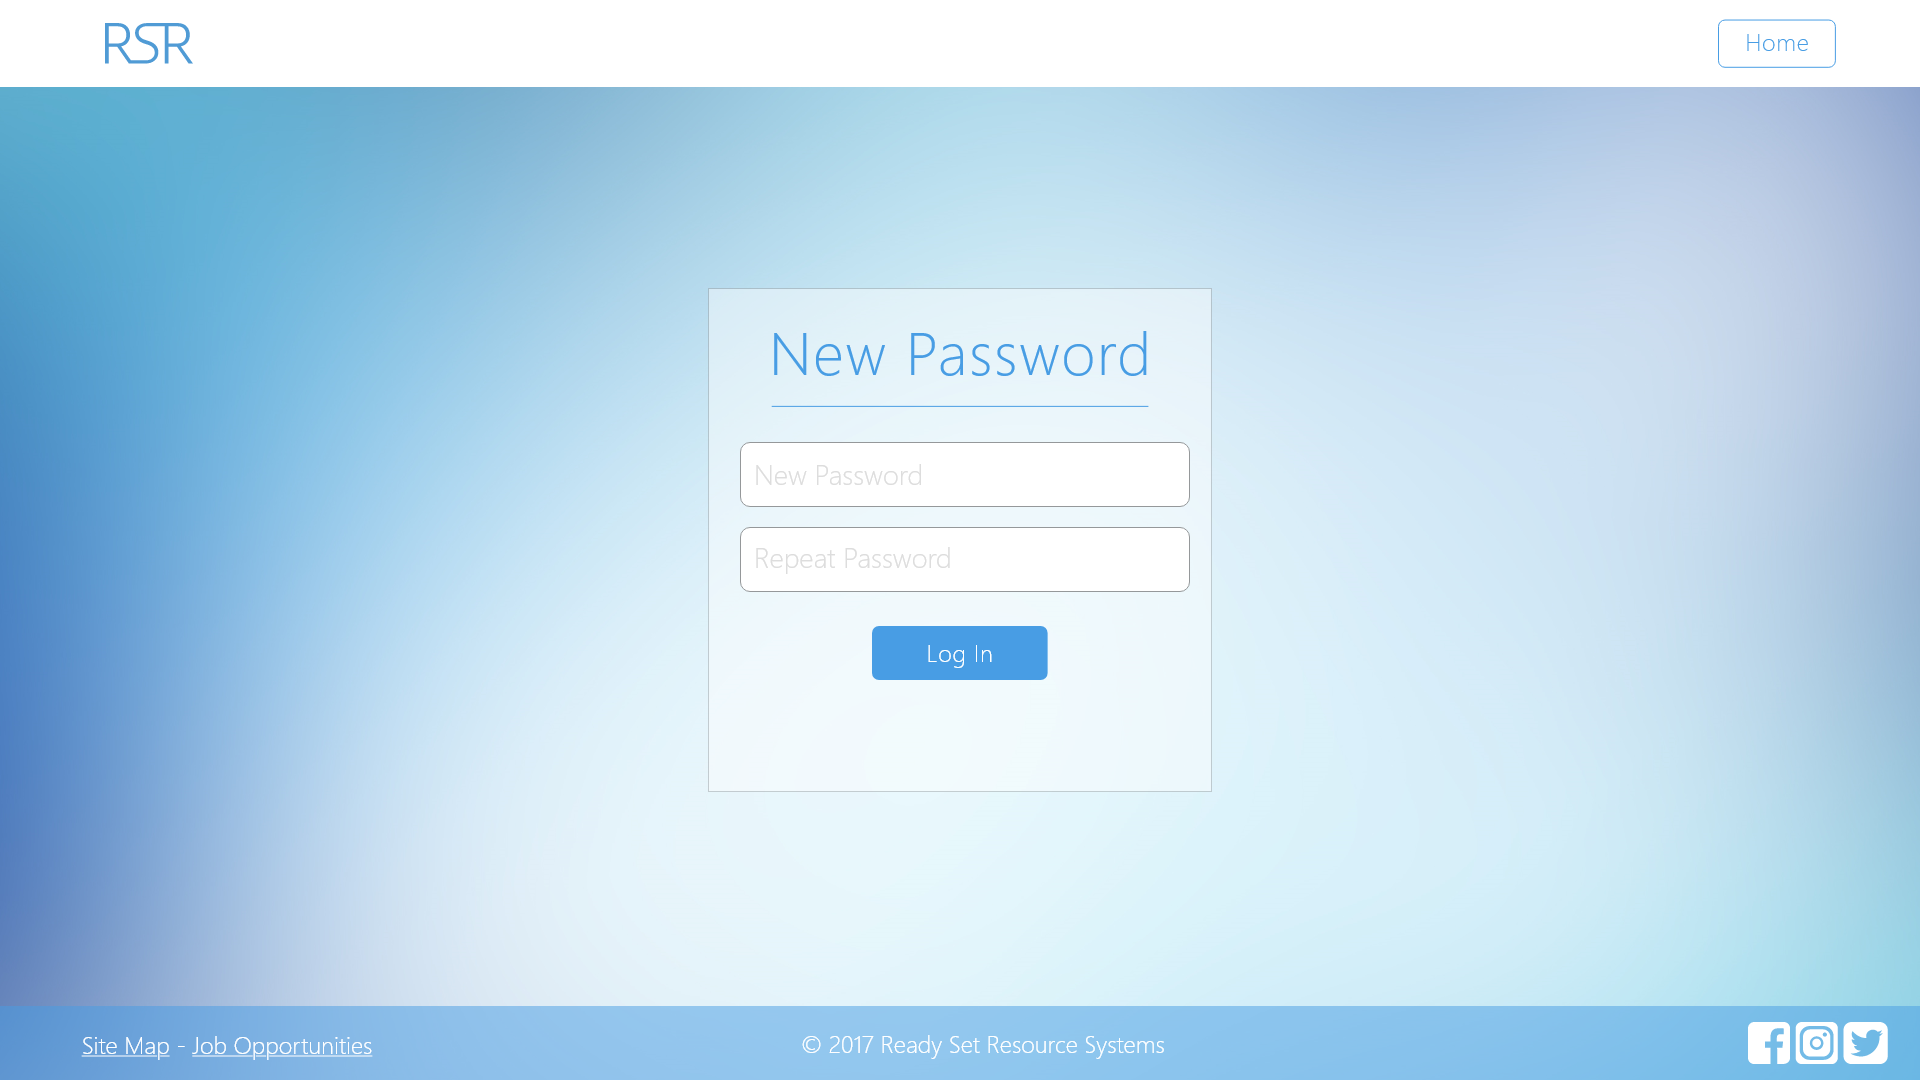 RSR
Home
New Password
New Password
Repeat Password
Log In
Site Map - Job Opportunities
© 2017 Ready Set Resource Systems